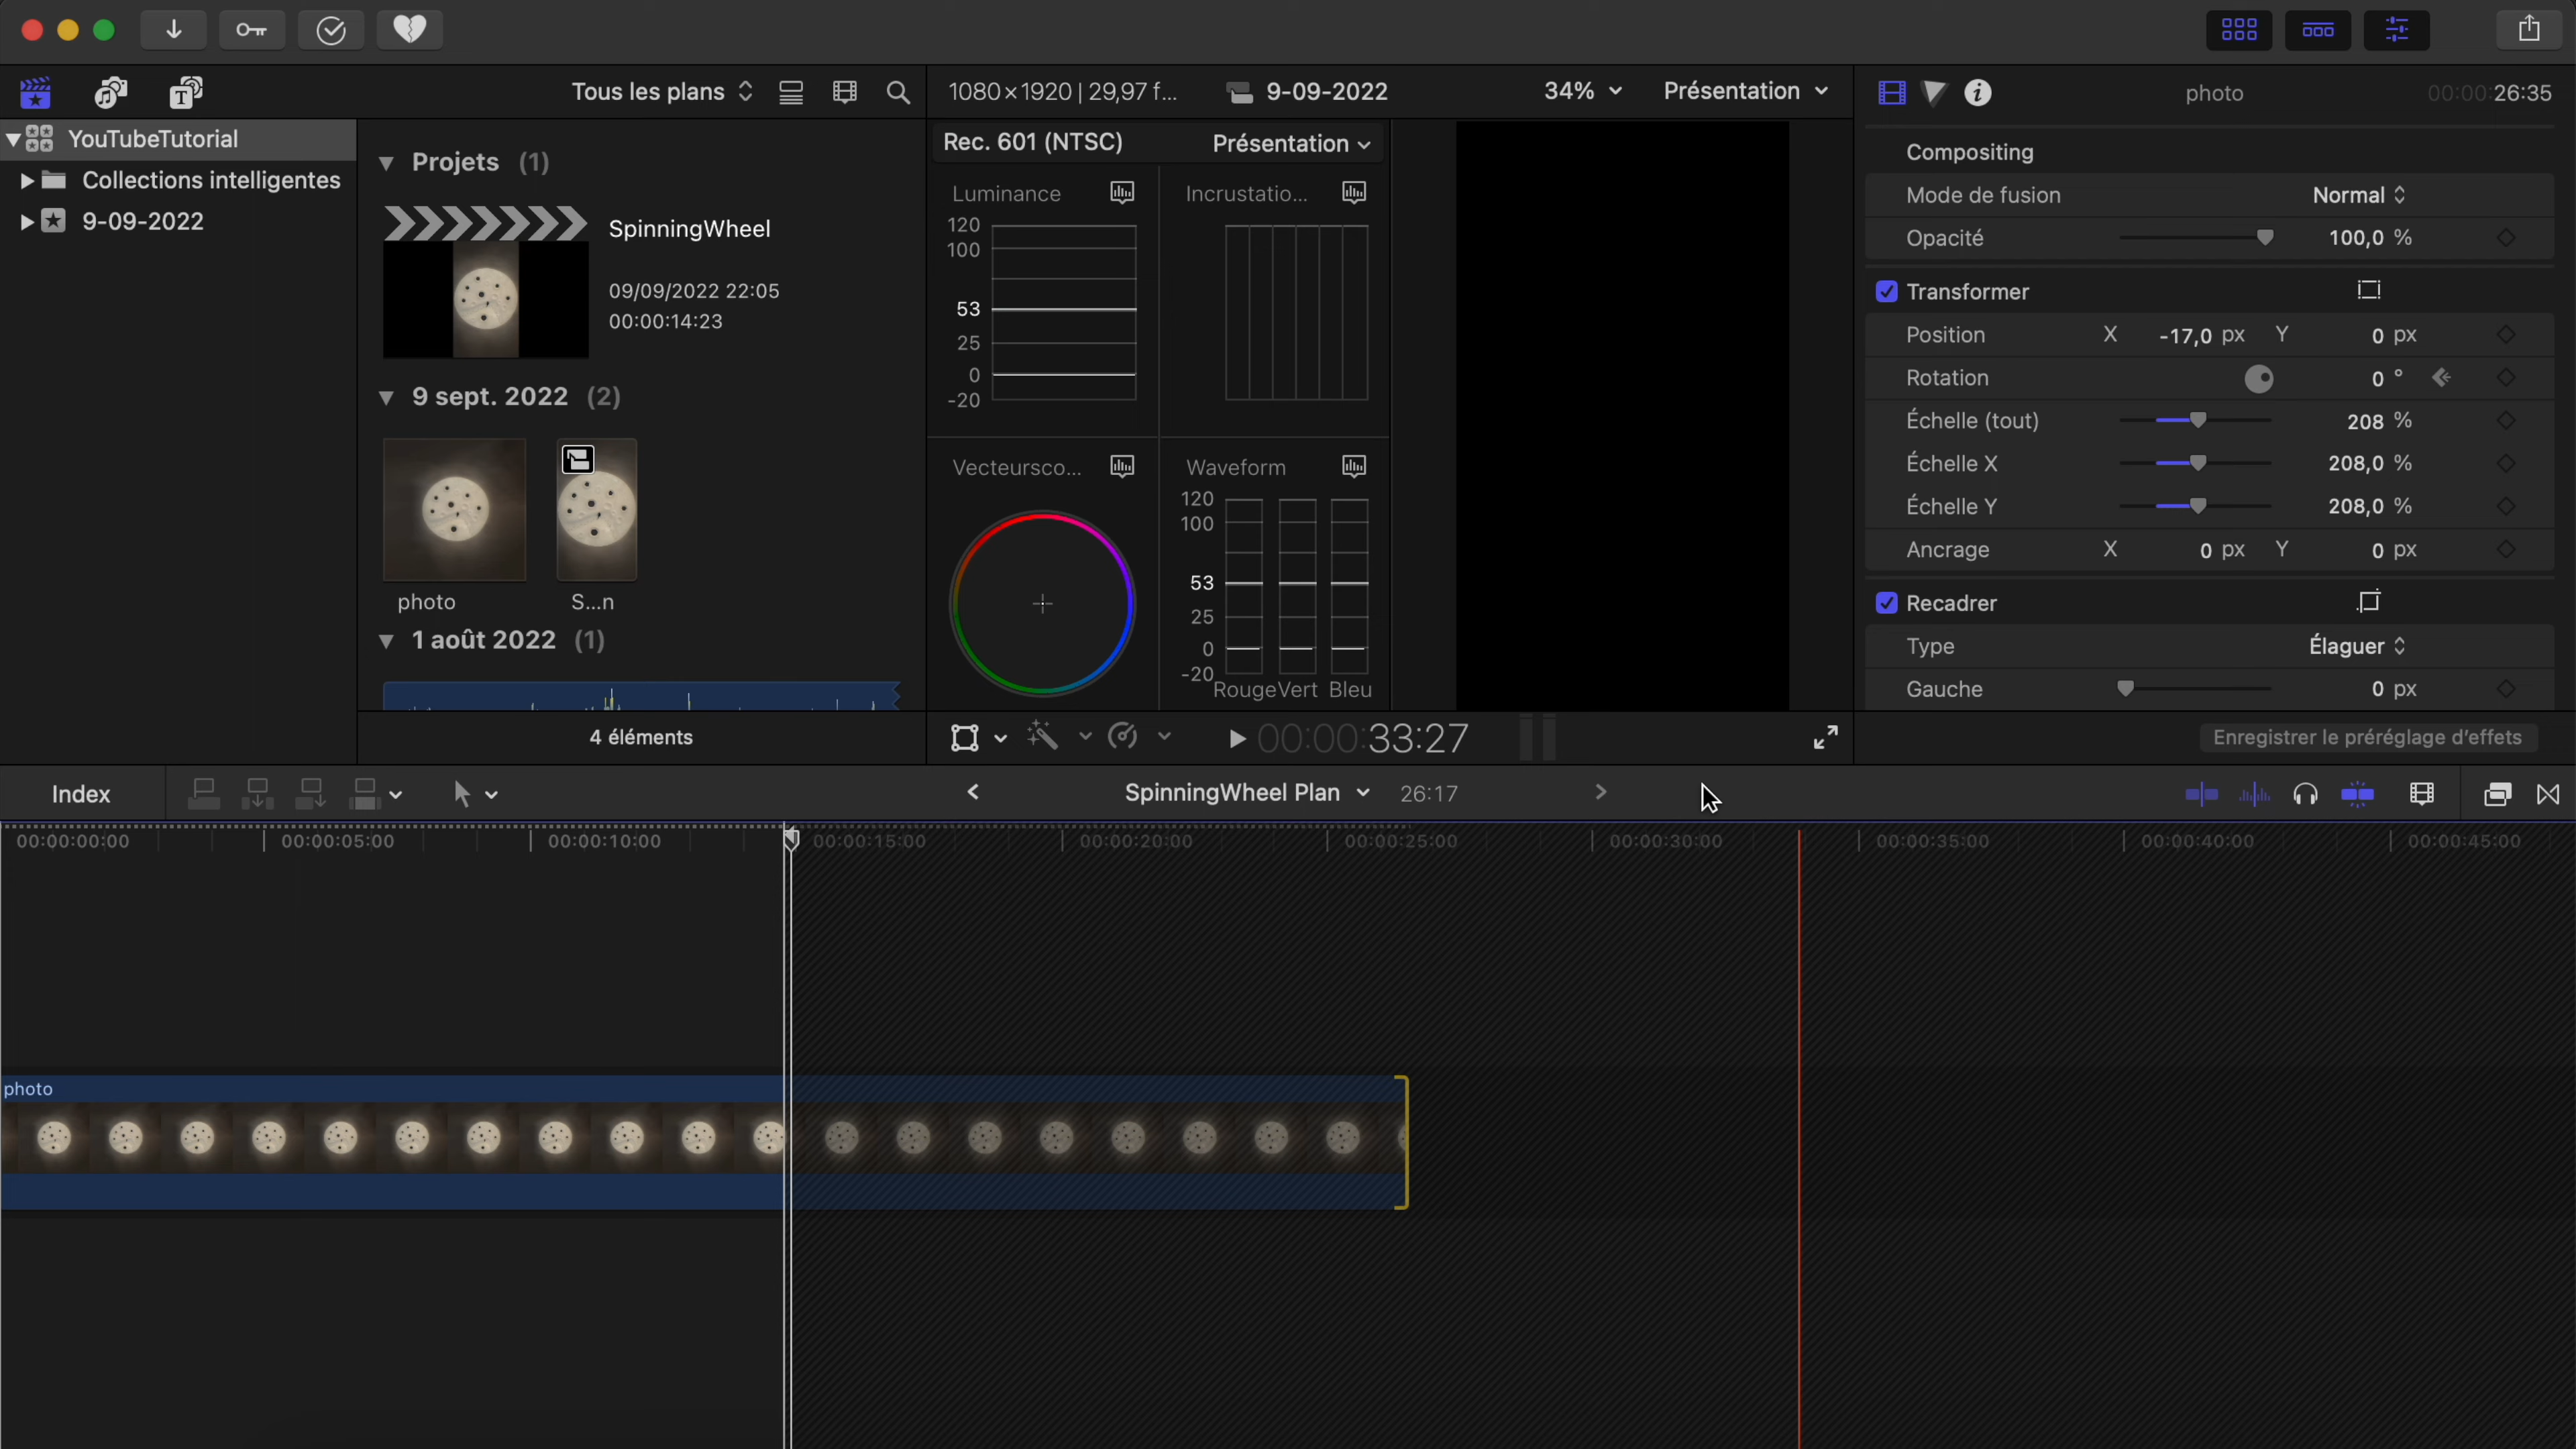 Tous les plans
1080×1920 | 29,97 f...
9-09-2022
34%
Présentation
photo
00:00:26:35
YouTubeTutorial
Collections intelligentes
9-09-2022
Projets (1)
SpinningWheel
09/09/2022 22:05
00:00:14:23
9 sept. 2022 (2)
photo
S...n
1 août 2022 (1)
4 éléments
Rec. 601 (NTSC)
Présentation
Luminance
120
100
53
25
0
-20
Incrustatio...
Vecteursco...
Waveform
120
100
53
25
0
-20
Rouge Vert Bleu
00:00:33:27
Compositing
Mode de fusion Normal
Opacité 100,0 %
Transformer
Position X -17,0 px Y 0 px
Rotation 0 °
Échelle (tout) 208 %
Échelle X 208,0 %
Échelle Y 208,0 %
Ancrage X 0 px Y 0 px
Recadrer
Type Élaguer
Gauche 0 px
Enregistrer le préréglage d'effets
Index
SpinningWheel Plan
26:17
00:00:00:00 00:00:05:00 00:00:10:00 00:00:15:00 00:00:20:00 00:00:25:00 00:00:30:00 00:00:35:00 00:00:40:00 00:00:45:00
photo